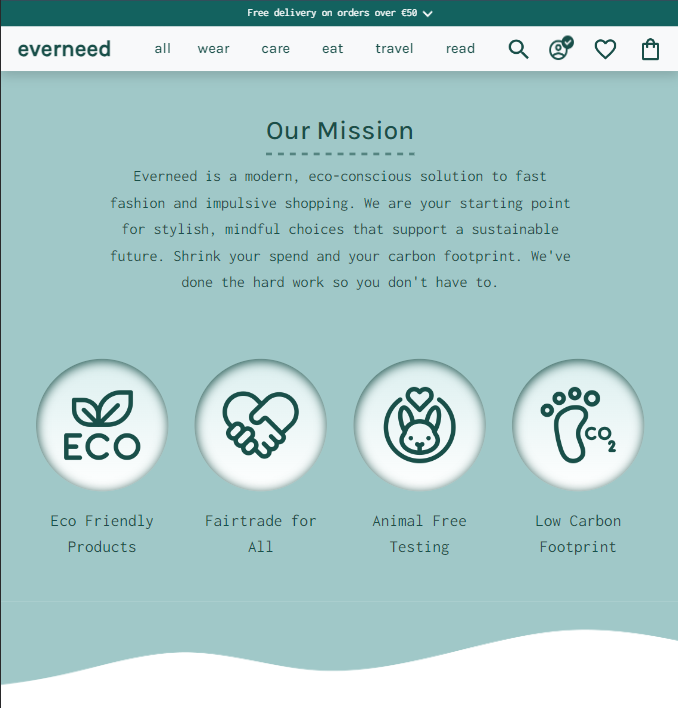 Free delivery on orders over €50
everneed all wear care eat travel read
Our Mission
Everneed is a modern, eco-conscious solution to fast
fashion and impulsive shopping. We are your starting point
for stylish, mindful choices that support a sustainable
future. Shrink your spend and your carbon footprint. We've
done the hard work so you don't have to.
ECO
CO2
Eco Friendly
Products
Fairtrade for
All
Animal Free
Testing
Low Carbon
Footprint